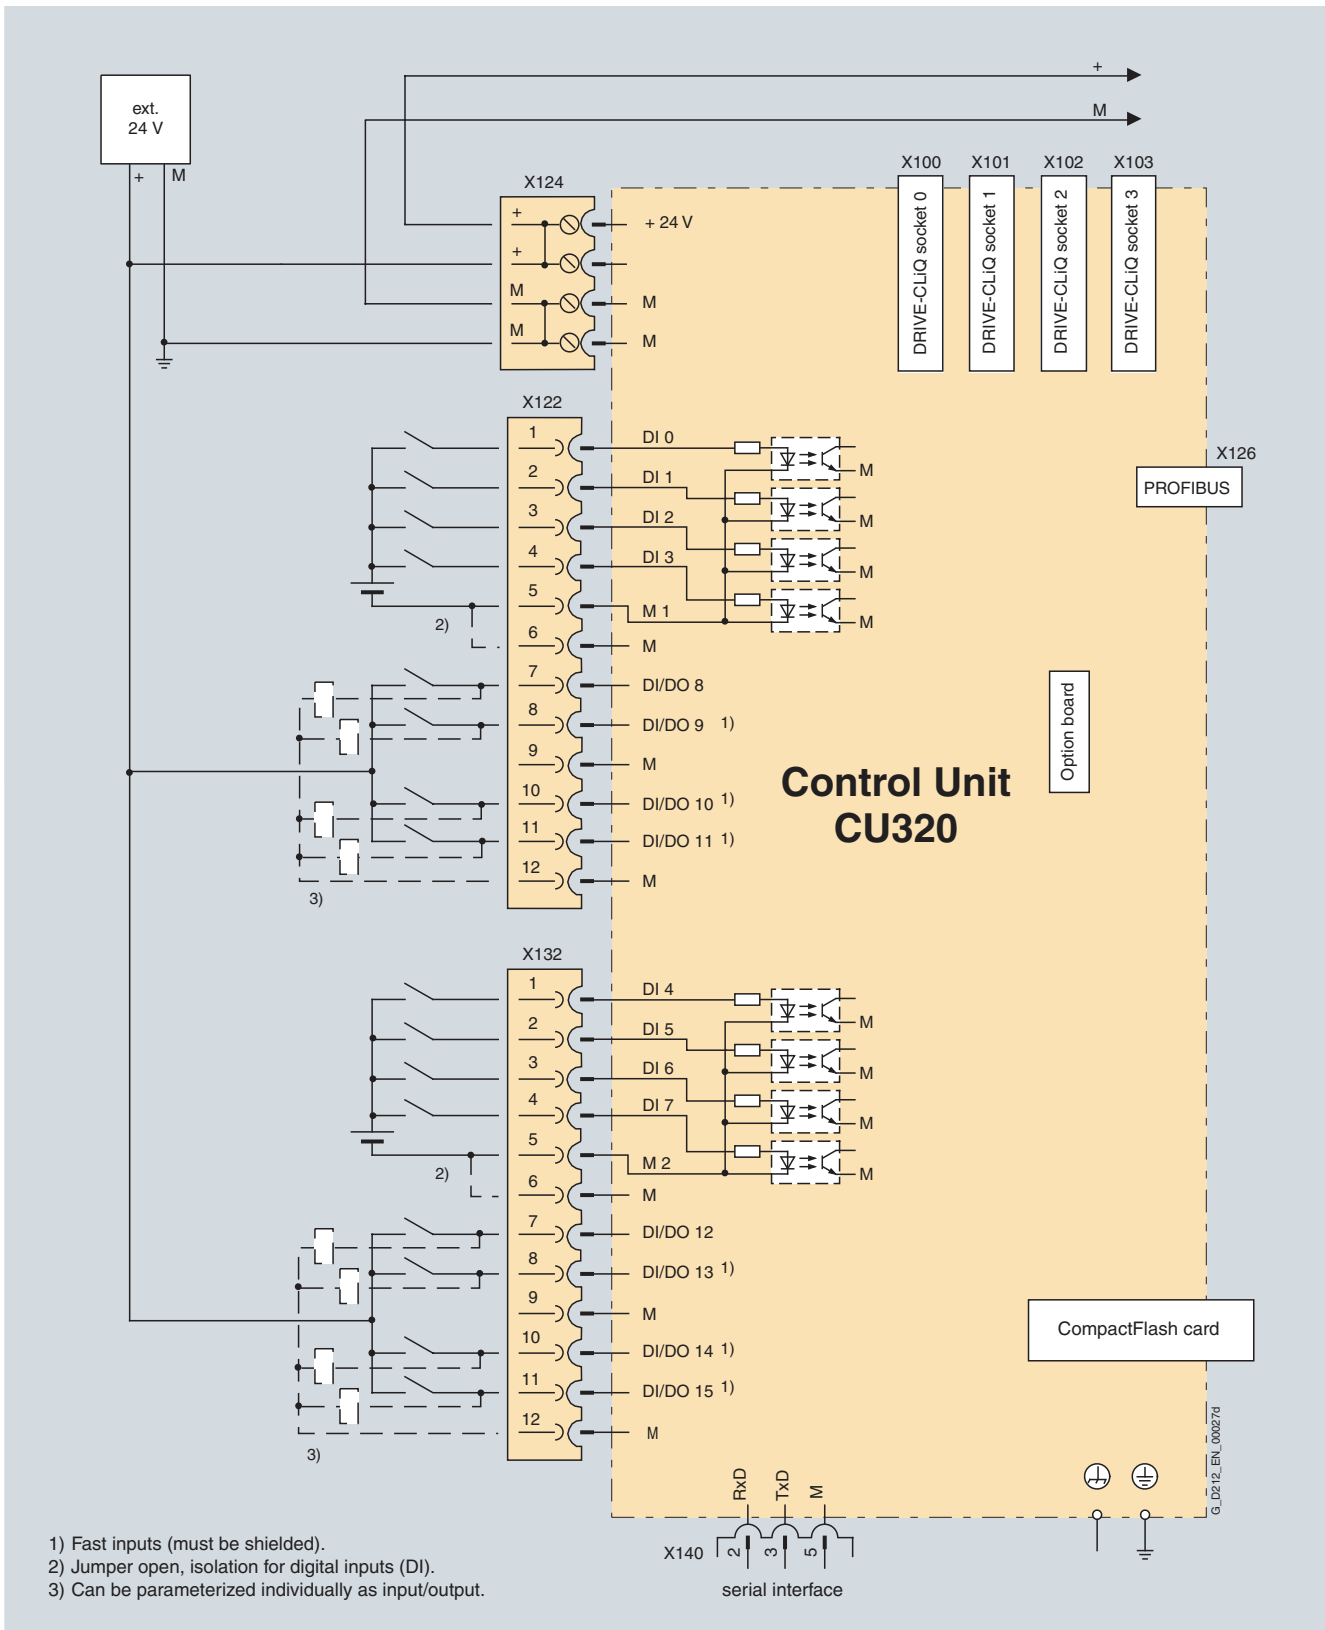 ext.
24 V
+ M
+
M
X124
+
+ 24 V
+
M
M
M
M
X100 X101 X102 X103
DRIVE-CLiQ socket 0
DRIVE-CLiQ socket 1
DRIVE-CLiQ socket 2
DRIVE-CLiQ socket 3
X126
PROFIBUS
X122
1 DI 0 M
2 DI 1 M
3 DI 2 M
4 DI 3 M
5 M 1
2)
6 M
7 DI/DO 8
8 DI/DO 9 1)
9 M
10 DI/DO 10 1)
11 DI/DO 11 1)
12 M
3)
Option board
Control Unit
CU320
X132
1 DI 4 M
2 DI 5 M
3 DI 6 M
4 DI 7 M
5 M 2
2)
6 M
7 DI/DO 12
8 DI/DO 13 1)
9 M
10 DI/DO 14 1)
11 DI/DO 15 1)
12 M
3)
CompactFlash card
G_D212_EN_00027d
RxD
TxD
M
X140 2 3 5
serial interface
1) Fast inputs (must be shielded).
2) Jumper open, isolation for digital inputs (DI).
3) Can be parameterized individually as input/output.